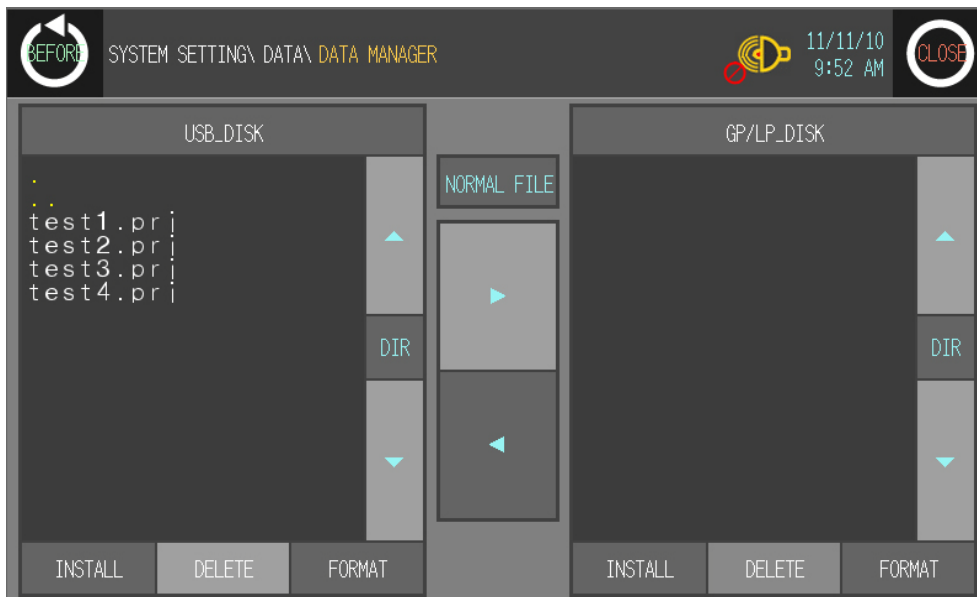 BEFORE SYSTEM SETTING\ DATA\ DATA MANAGER 11/11/10 CLOSE
9:52 AM
USB_DISK
.
..
test1.prj
test2.prj
test3.prj
test4.prj
DIR
INSTALL DELETE FORMAT
NORMAL FILE
GP/LP_DISK
DIR
INSTALL DELETE FORMAT